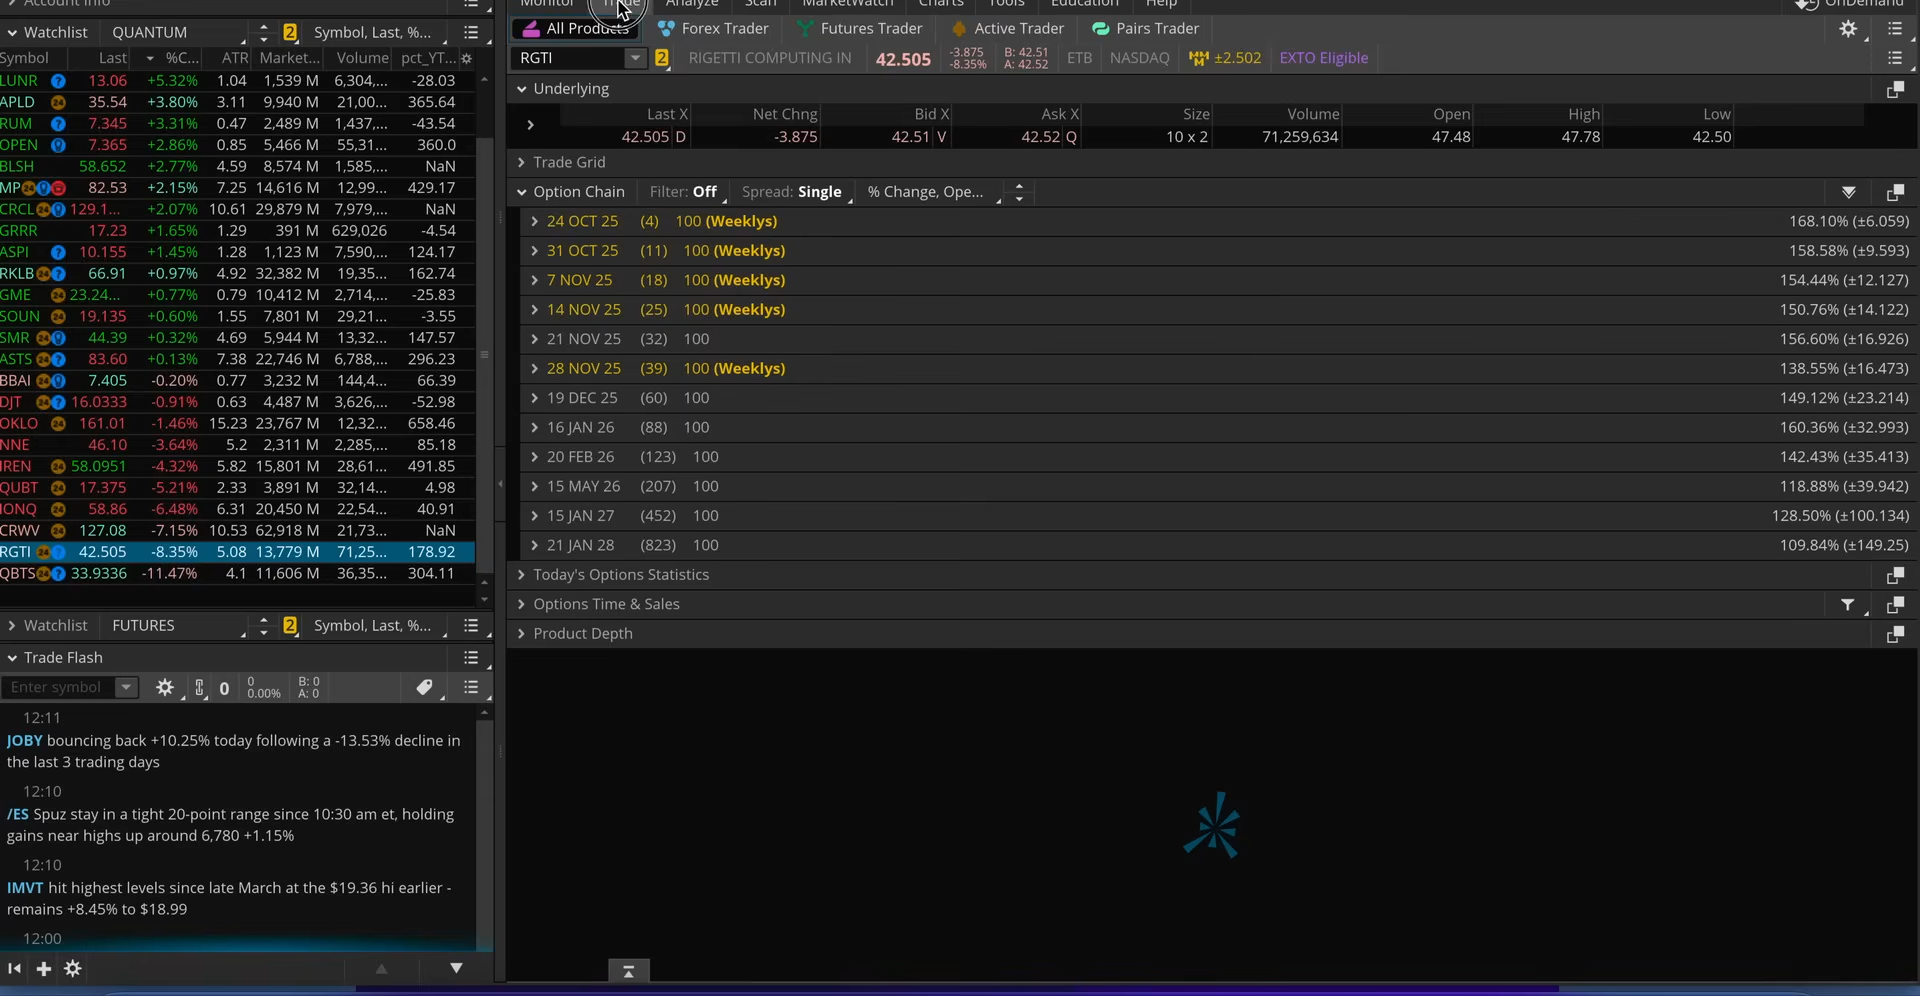 Account Info
Monitor Trade Analyze Scan MarketWatch Charts Tools Education Help OnDemand
Watchlist QUANTUM 2 Symbol, Last, %...
All Products Forex Trader Futures Trader Active Trader Pairs Trader
Symbol Last %C... ATR Market... Volume pct_YT...
RGTI 2 RIGETTI COMPUTING IN 42.505 -3.875 -8.35% B: 42.51 A: 42.52 ETB NASDAQ ±2.502 EXTO Eligible
LUNR 13.06 +5.32% 1.04 1,539 M 6,304,... -28.03
APLD 35.54 +3.80% 3.11 9,940 M 21,00... 365.64
RUM 7.345 +3.31% 0.47 2,489 M 1,437,... -43.54
OPEN 7.365 +2.86% 0.85 5,466 M 55,31... 360.0
BLSH 58.652 +2.77% 4.59 8,574 M 1,585,... NaN
MP 82.53 +2.15% 7.25 14,616 M 12,99... 429.17
CRCL 129.1... +2.07% 10.61 29,879 M 7,979,... NaN
GRRR 17.23 +1.65% 1.29 391 M 629,026 -4.54
ASPI 10.155 +1.45% 1.28 1,123 M 7,590,... 124.17
RKLB 66.91 +0.97% 4.92 32,382 M 19,35... 162.74
GME 23.24... +0.77% 0.79 10,412 M 2,714,... -25.83
SOUN 19.135 +0.60% 1.55 7,801 M 29,21... -3.55
SMR 44.39 +0.32% 4.69 5,944 M 13,32... 147.57
ASTS 83.60 +0.13% 7.38 22,746 M 6,788,... 296.23
BBAI 7.405 -0.20% 0.77 3,232 M 144,4... 66.39
DJT 16.0333 -0.91% 0.63 4,487 M 3,626,... -52.98
OKLO 161.01 -1.46% 15.23 23,767 M 12,32... 658.46
NNE 46.10 -3.64% 5.2 2,311 M 2,285,... 85.18
IREN 58.0951 -4.32% 5.82 15,801 M 28,61... 491.85
QUBT 17.375 -5.21% 2.33 3,891 M 32,14... 4.98
IONQ 58.86 -6.48% 6.31 20,450 M 22,54... 40.91
CRWV 127.08 -7.15% 10.53 62,918 M 21,73... NaN
RGTI 42.505 -8.35% 5.08 13,779 M 71,25... 178.92
QBTS 33.9336 -11.47% 4.1 11,606 M 36,35... 304.11
Underlying
Last X Net Chng Bid X Ask X Size Volume Open High Low
42.505 D -3.875 42.51 V 42.52 Q 10 x 2 71,259,634 47.48 47.78 42.50
Trade Grid
Option Chain Filter: Off Spread: Single % Change, Ope...
24 OCT 25 (4) 100 (Weeklys) 168.10% (±6.059)
31 OCT 25 (11) 100 (Weeklys) 158.58% (±9.593)
7 NOV 25 (18) 100 (Weeklys) 154.44% (±12.127)
14 NOV 25 (25) 100 (Weeklys) 150.76% (±14.122)
21 NOV 25 (32) 100 156.60% (±16.926)
28 NOV 25 (39) 100 (Weeklys) 138.55% (±16.473)
19 DEC 25 (60) 100 149.12% (±23.214)
16 JAN 26 (88) 100 160.36% (±32.993)
20 FEB 26 (123) 100 142.43% (±35.413)
15 MAY 26 (207) 100 118.88% (±39.942)
15 JAN 27 (452) 100 128.50% (±100.134)
21 JAN 28 (823) 100 109.84% (±149.25)
Today's Options Statistics
Options Time & Sales
Product Depth
Watchlist FUTURES 2 Symbol, Last, %...
Trade Flash
Enter symbol 0 0 0.00% B: 0 A: 0
12:11
JOBY bouncing back +10.25% today following a -13.53% decline in
the last 3 trading days
12:10
/ES Spuz stay in a tight 20-point range since 10:30 am et, holding
gains near highs up around 6,780 +1.15%
12:10
IMVT hit highest levels since late March at the $19.36 hi earlier -
remains +8.45% to $18.99
12:00